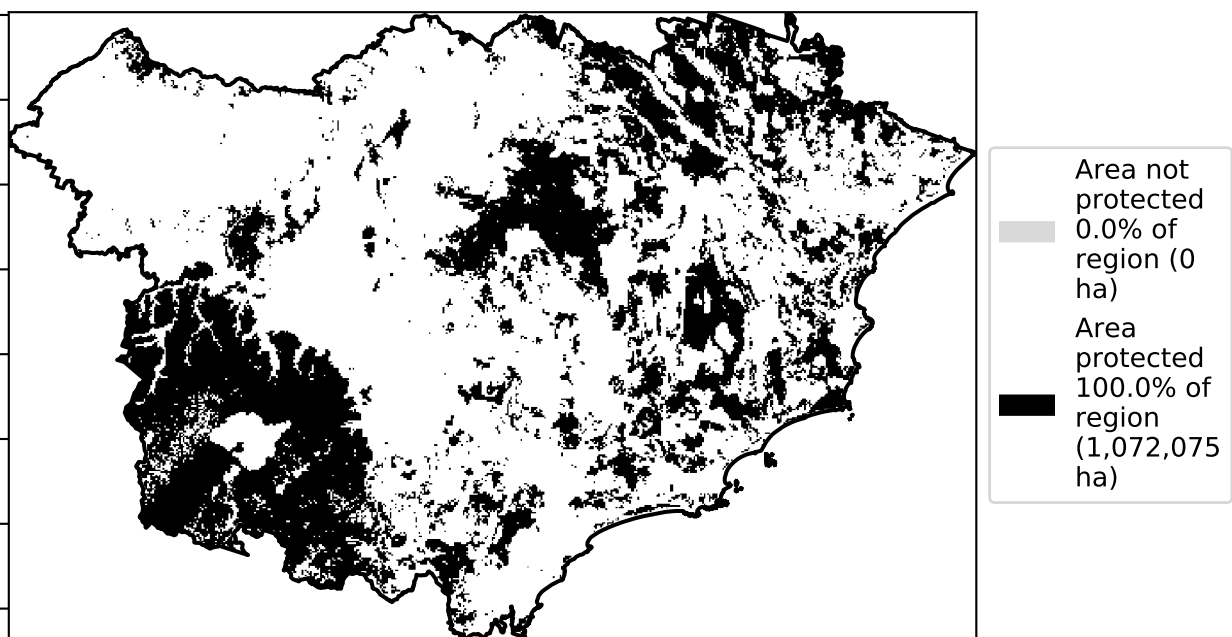 Area not
protected
0.0% of
region (0
ha)
Area
protected
100.0% of
region
(1,072,075
ha)